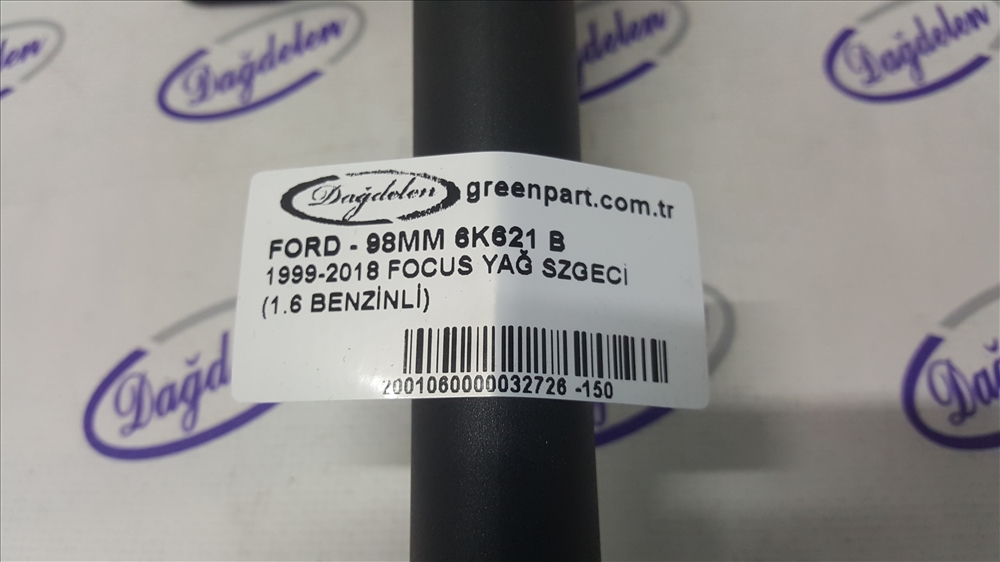 Dağdelen
Dağdelen
Dağdelen
Dağdelen greenpart.com.tr
FORD - 98MM 6K621 B
1999-2018 FOCUS YAĞ SZGECİ
(1.6 BENZİNLİ)
2001060000032726 -150
Dağdelen